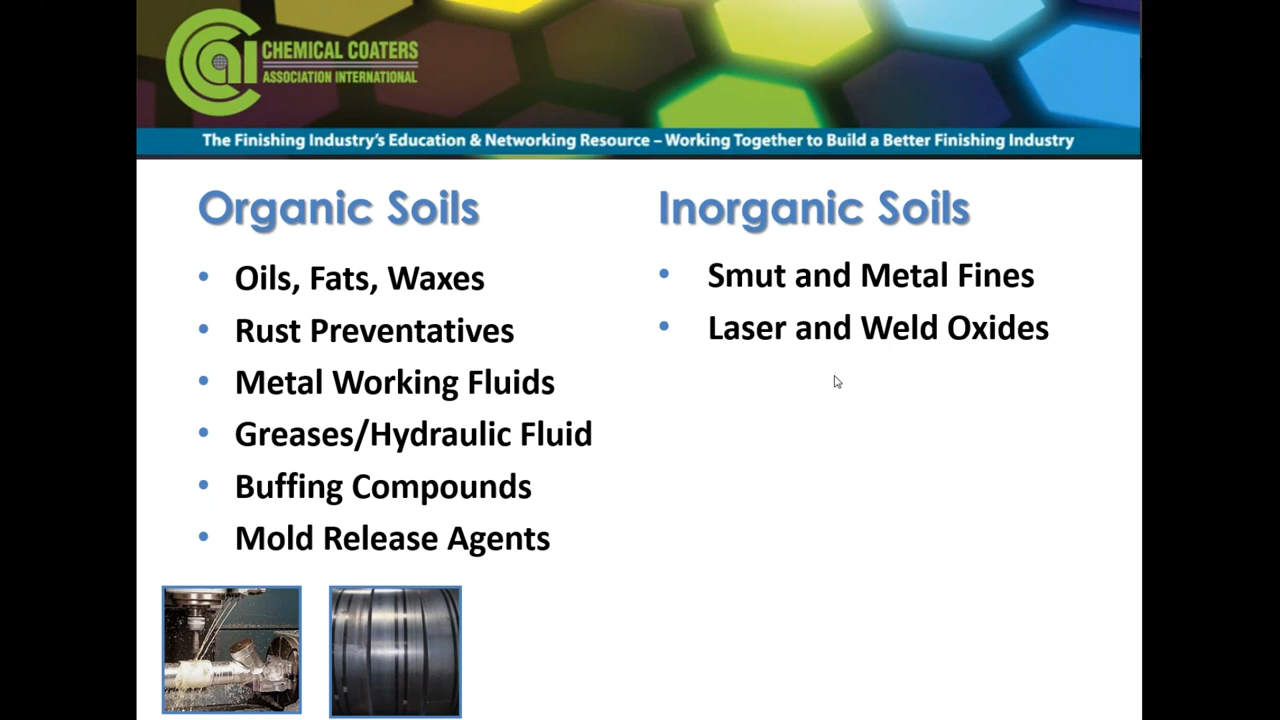 CHEMICAL COATERS
ASSOCIATION INTERNATIONAL
The Finishing Industry's Education & Networking Resource – Working Together to Build a Better Finishing Industry
Organic Soils
• Oils, Fats, Waxes
• Rust Preventatives
• Metal Working Fluids
• Greases/Hydraulic Fluid
• Buffing Compounds
• Mold Release Agents
Inorganic Soils
• Smut and Metal Fines
• Laser and Weld Oxides